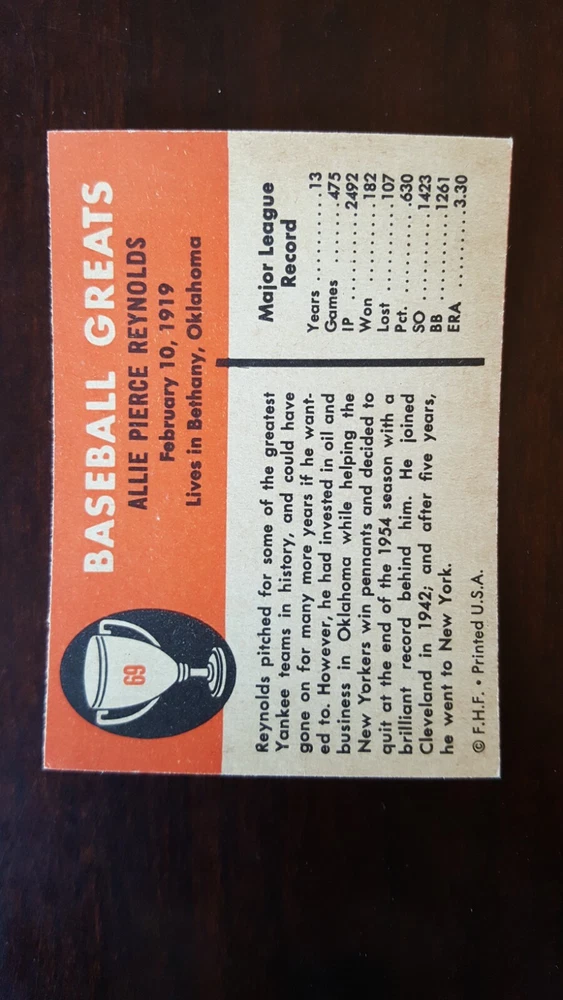 69
BASEBALL GREATS
ALLIE PIERCE REYNOLDS
February 10, 1919
Lives in Bethany, Oklahoma
Reynolds pitched for some of the greatest
Yankee teams in history, and could have
gone on for many more years if he want-
ed to. However, he had invested in oil and
business in Oklahoma while helping the
New Yorkers win pennants and decided to
quit at the end of the 1954 season with a
brilliant record behind him. He joined
Cleveland in 1942; and after five years,
he went to New York.
© F.H.F. • Printed U.S.A.
Major League
Record
Years ............13
Games ..........475
IP ............2492
Won ............182
Lost ............107
Pct. ............630
SO ............1423
BB ............1261
ERA ............3.30